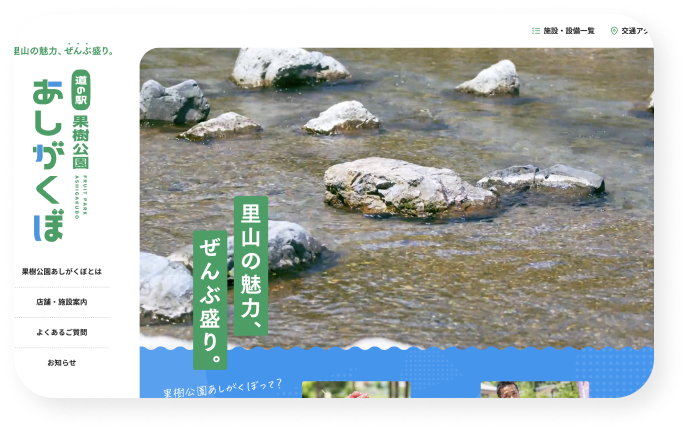 施設・設備一覧
交通ア
里山の魅力、ぜんぶ盛り。
道の駅
果樹公園
あしがくぼ
FRUIT PARK
ASHIGAKUBO
果樹公園あしがくぼとは
店舗・施設案内
よくあるご質問
お知らせ
里山の魅力、
ぜんぶ盛り。
果樹公園あしがくぼって？